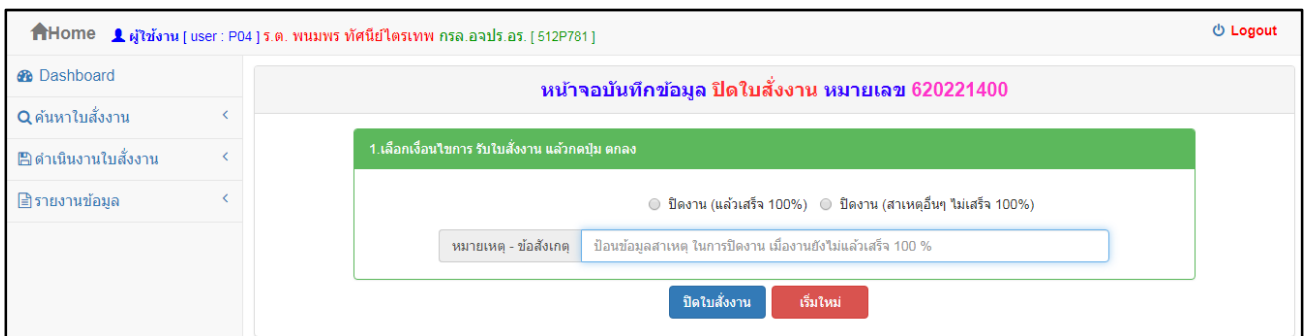 Home ผู้ใช้งาน [ user : P04 ] ร.ต. พนมพร ทัศนีย์ไตรเทพ กรล.อจปร.อร. [ 512P781 ] Logout
Dashboard
ค้นหาใบสั่งงาน
ดำเนินงานใบสั่งงาน
รายงานข้อมูล
หน้าจอบันทึกข้อมูล ปิดใบสั่งงาน หมายเลข 620221400
1.เลือกเงื่อนไขการ รับใบสั่งงาน แล้วกดปุ่ม ตกลง
ปิดงาน (แล้วเสร็จ 100%) ปิดงาน (สาเหตุอื่นๆ ไม่เสร็จ 100%)
หมายเหตุ - ข้อสังเกตุ ป้อนข้อมูลสาเหตุ ในการปิดงาน เมื่องานยังไม่แล้วเสร็จ 100 %
ปิดใบสั่งงาน เริ่มใหม่